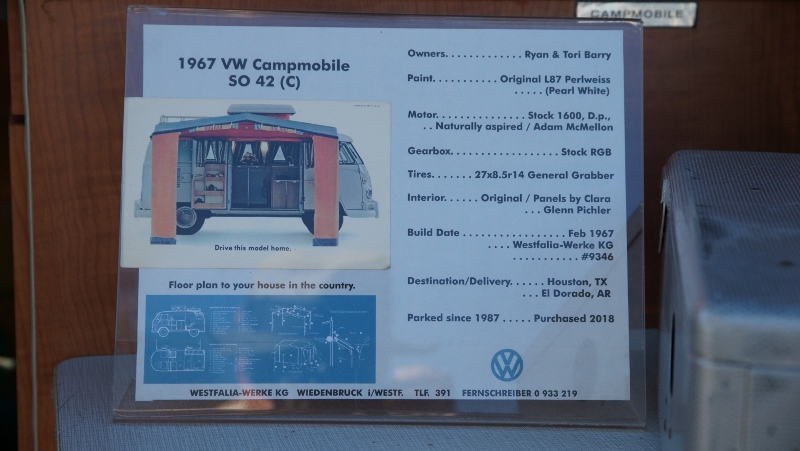 CAMPMOBILE
1967 VW Campmobile
SO 42 (C)
Drive this model home.
Floor plan to your house in the country.
Owners. . . . . . . . . . . . Ryan & Tori Barry
Paint. . . . . . . . . . Original L87 Perlweiss
. . . . . (Pearl White)
Motor. . . . . . . . . . . . . . Stock 1600, D.p.,
. . Naturally aspired / Adam McMellon
Gearbox. . . . . . . . . . . . . . . . . Stock RGB
Tires. . . . . . . 27x8.5r14 General Grabber
Interior. . . . . . Original / Panels by Clara
. . . Glenn Pichler
Build Date . . . . . . . . . . . . . . . . Feb 1967
. . . . Westfalia-Werke KG
. . . . . . . . . . . #9346
Destination/Delivery. . . . . . Houston, TX
. . . El Dorado, AR
Parked since 1987 . . . . . Purchased 2018
WESTFALIA-WERKE KG WIEDENBRUCK i/WESTF. TLF. 391 FERNSCHREIBER 0 933 219